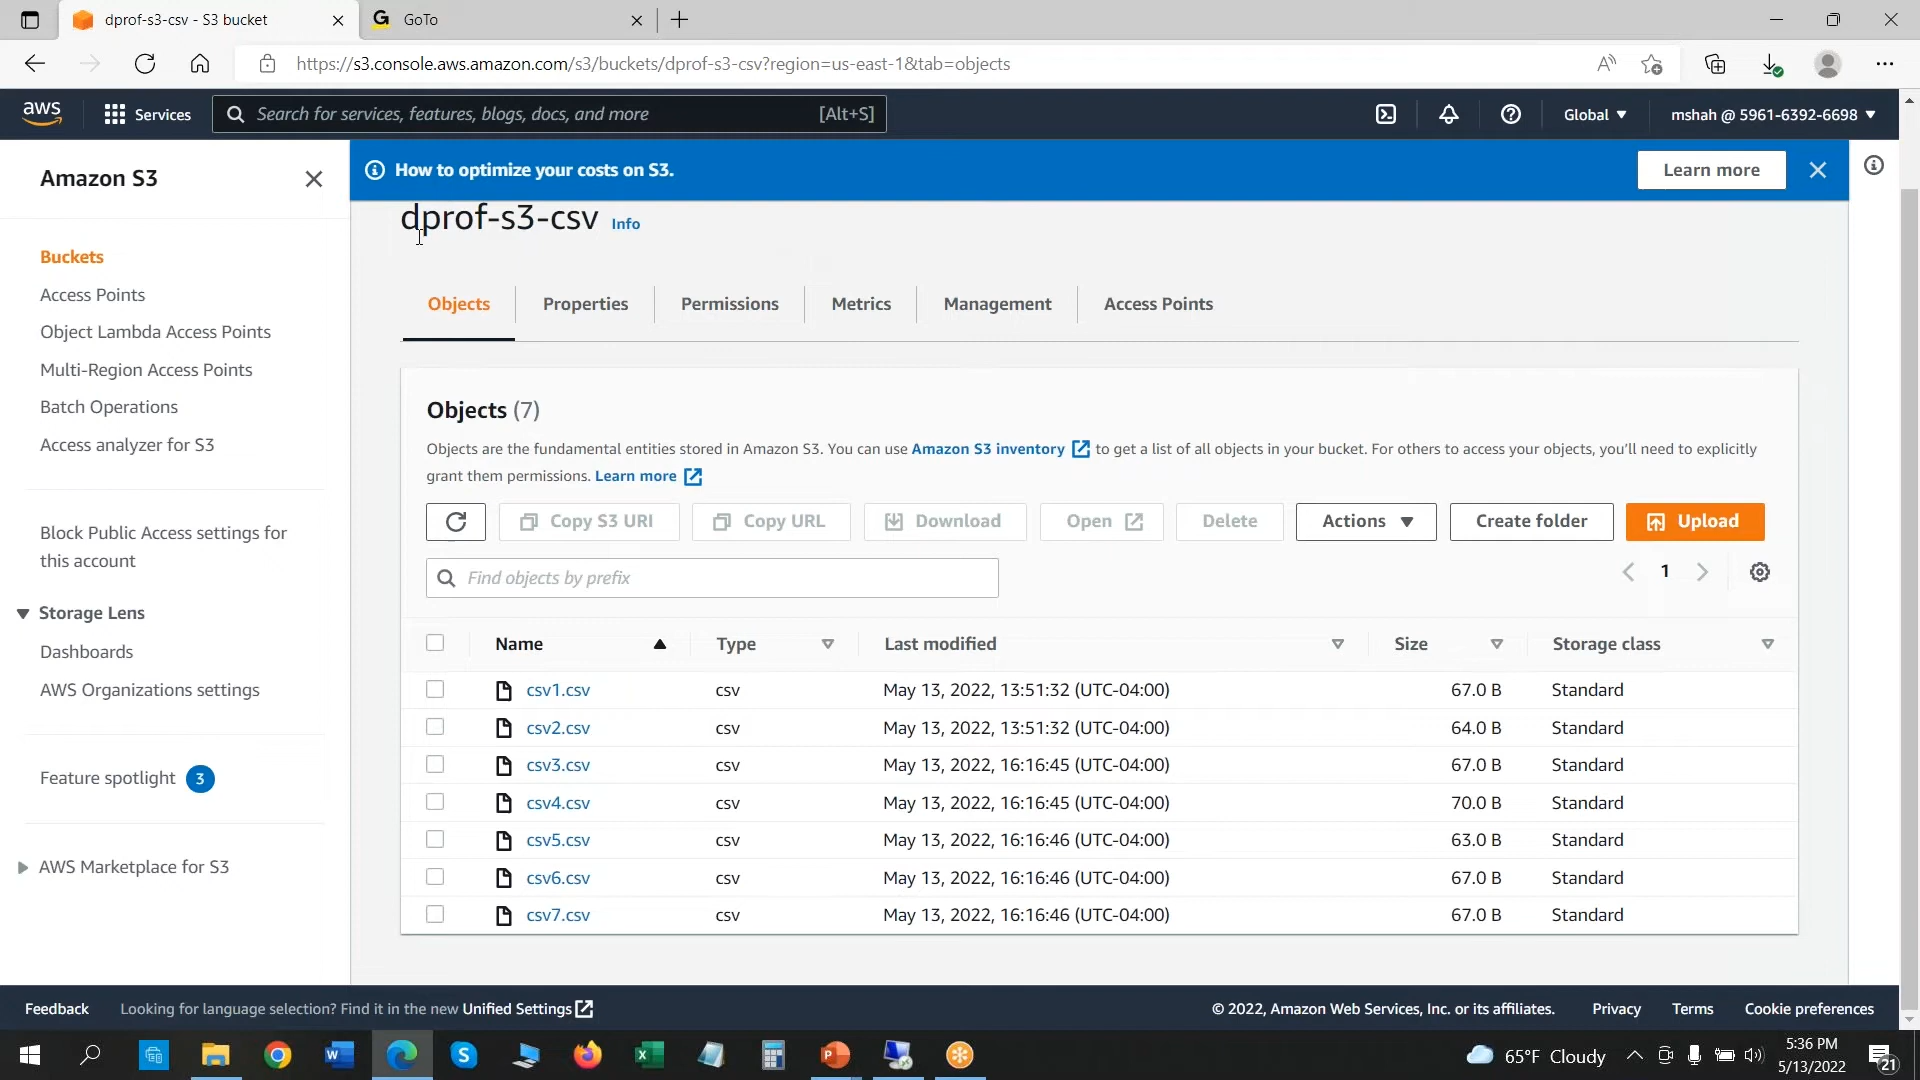 dprof-s3-csv - S3 bucket
GoTo
https://s3.console.aws.amazon.com/s3/buckets/dprof-s3-csv?region=us-east-1&tab=objects
aws
Services
Search for services, features, blogs, docs, and more
[Alt+S]
Global
mshah @ 5961-6392-6698
Amazon S3
How to optimize your costs on S3.
Learn more
dprof-s3-csv Info
Buckets
Access Points
Object Lambda Access Points
Multi-Region Access Points
Batch Operations
Access analyzer for S3
Block Public Access settings for
this account
Storage Lens
Dashboards
AWS Organizations settings
Feature spotlight 3
AWS Marketplace for S3
Objects Properties Permissions Metrics Management Access Points
Objects (7)
Objects are the fundamental entities stored in Amazon S3. You can use Amazon S3 inventory to get a list of all objects in your bucket. For others to access your objects, you'll need to explicitly
grant them permissions. Learn more
Copy S3 URI Copy URL Download Open Delete Actions Create folder Upload
Find objects by prefix
1
Name Type Last modified Size Storage class
csv1.csv csv May 13, 2022, 13:51:32 (UTC-04:00) 67.0 B Standard
csv2.csv csv May 13, 2022, 13:51:32 (UTC-04:00) 64.0 B Standard
csv3.csv csv May 13, 2022, 16:16:45 (UTC-04:00) 67.0 B Standard
csv4.csv csv May 13, 2022, 16:16:45 (UTC-04:00) 70.0 B Standard
csv5.csv csv May 13, 2022, 16:16:46 (UTC-04:00) 63.0 B Standard
csv6.csv csv May 13, 2022, 16:16:46 (UTC-04:00) 67.0 B Standard
csv7.csv csv May 13, 2022, 16:16:46 (UTC-04:00) 67.0 B Standard
Feedback Looking for language selection? Find it in the new Unified Settings
© 2022, Amazon Web Services, Inc. or its affiliates. Privacy Terms Cookie preferences
65°F Cloudy
5:36 PM
5/13/2022
21